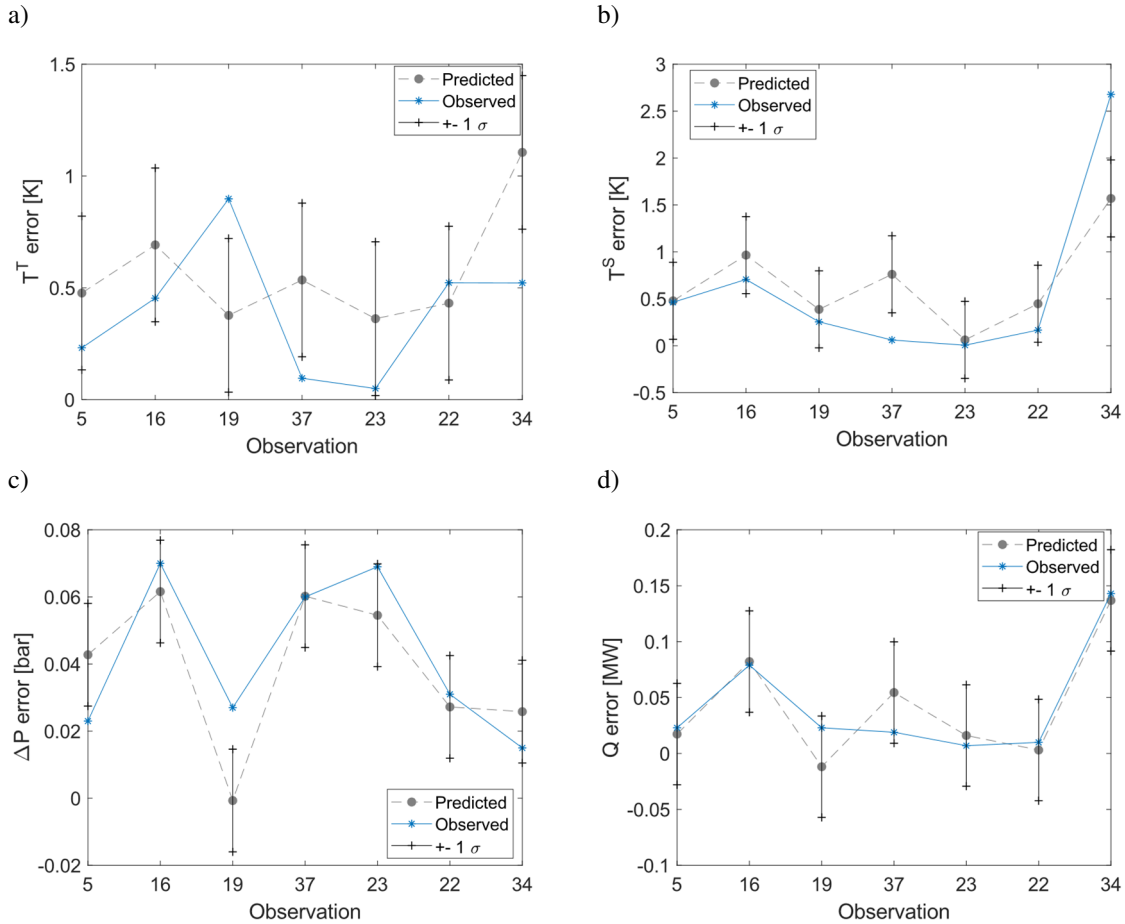 a)
1.5
1
0.5
0
T^T error [K]
Predicted
Observed
+- 1 σ
5 16 19 37 23 22 34
Observation
b)
3
2.5
2
1.5
1
0.5
0
-0.5
T^S error [K]
Predicted
Observed
+- 1 σ
5 16 19 37 23 22 34
Observation
c)
0.08
0.06
0.04
0.02
0
-0.02
ΔP error [bar]
Predicted
Observed
+- 1 σ
5 16 19 37 23 22 34
Observation
d)
0.2
0.15
0.1
0.05
0
-0.05
-0.1
Q error [MW]
Predicted
Observed
+- 1 σ
5 16 19 37 23 22 34
Observation